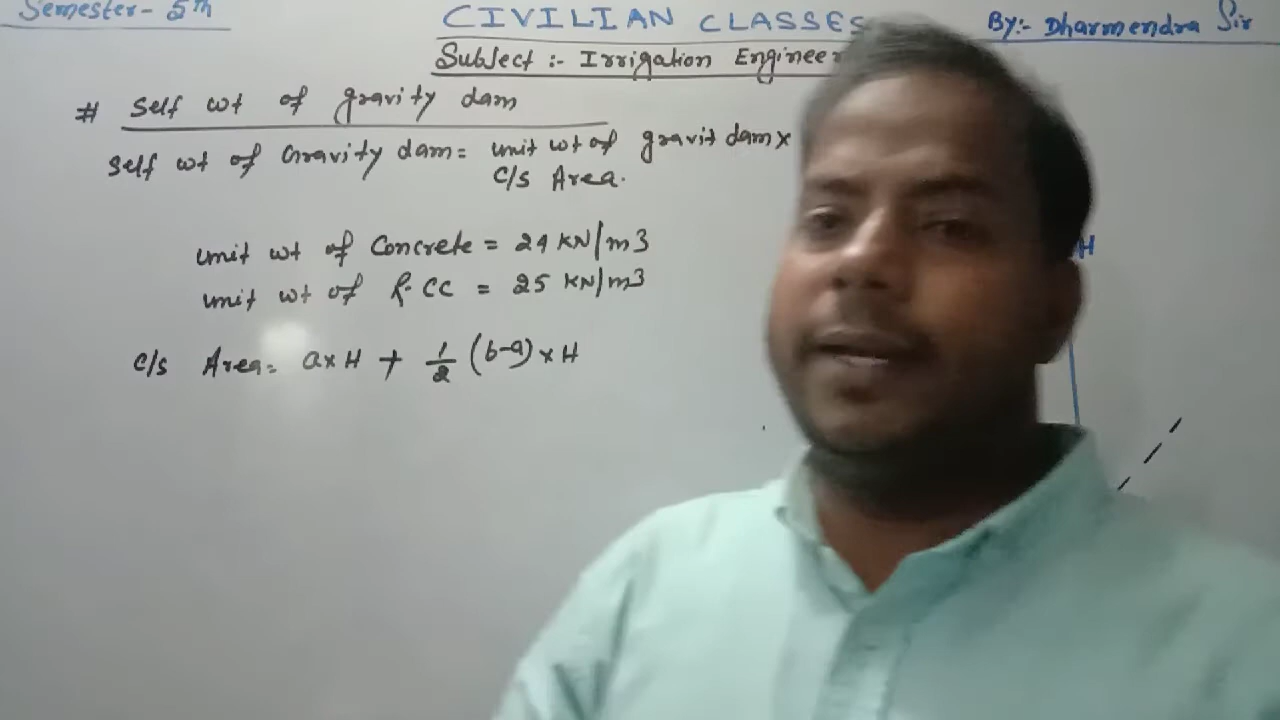 Semester - 5th
CIVILIAN CLASSES
By:- Dharmendra Sir
Subject :- Irrigation Engineer
# Self wt of gravity dam
Self wt of Gravity dam = unit wt of gravit dam x
C/s Area.
unit wt of Concrete = 24 KN/m3
unit wt of R.CC = 25 KN/m3
C/s Area = a x H + 1/2 (b-a) x H
H